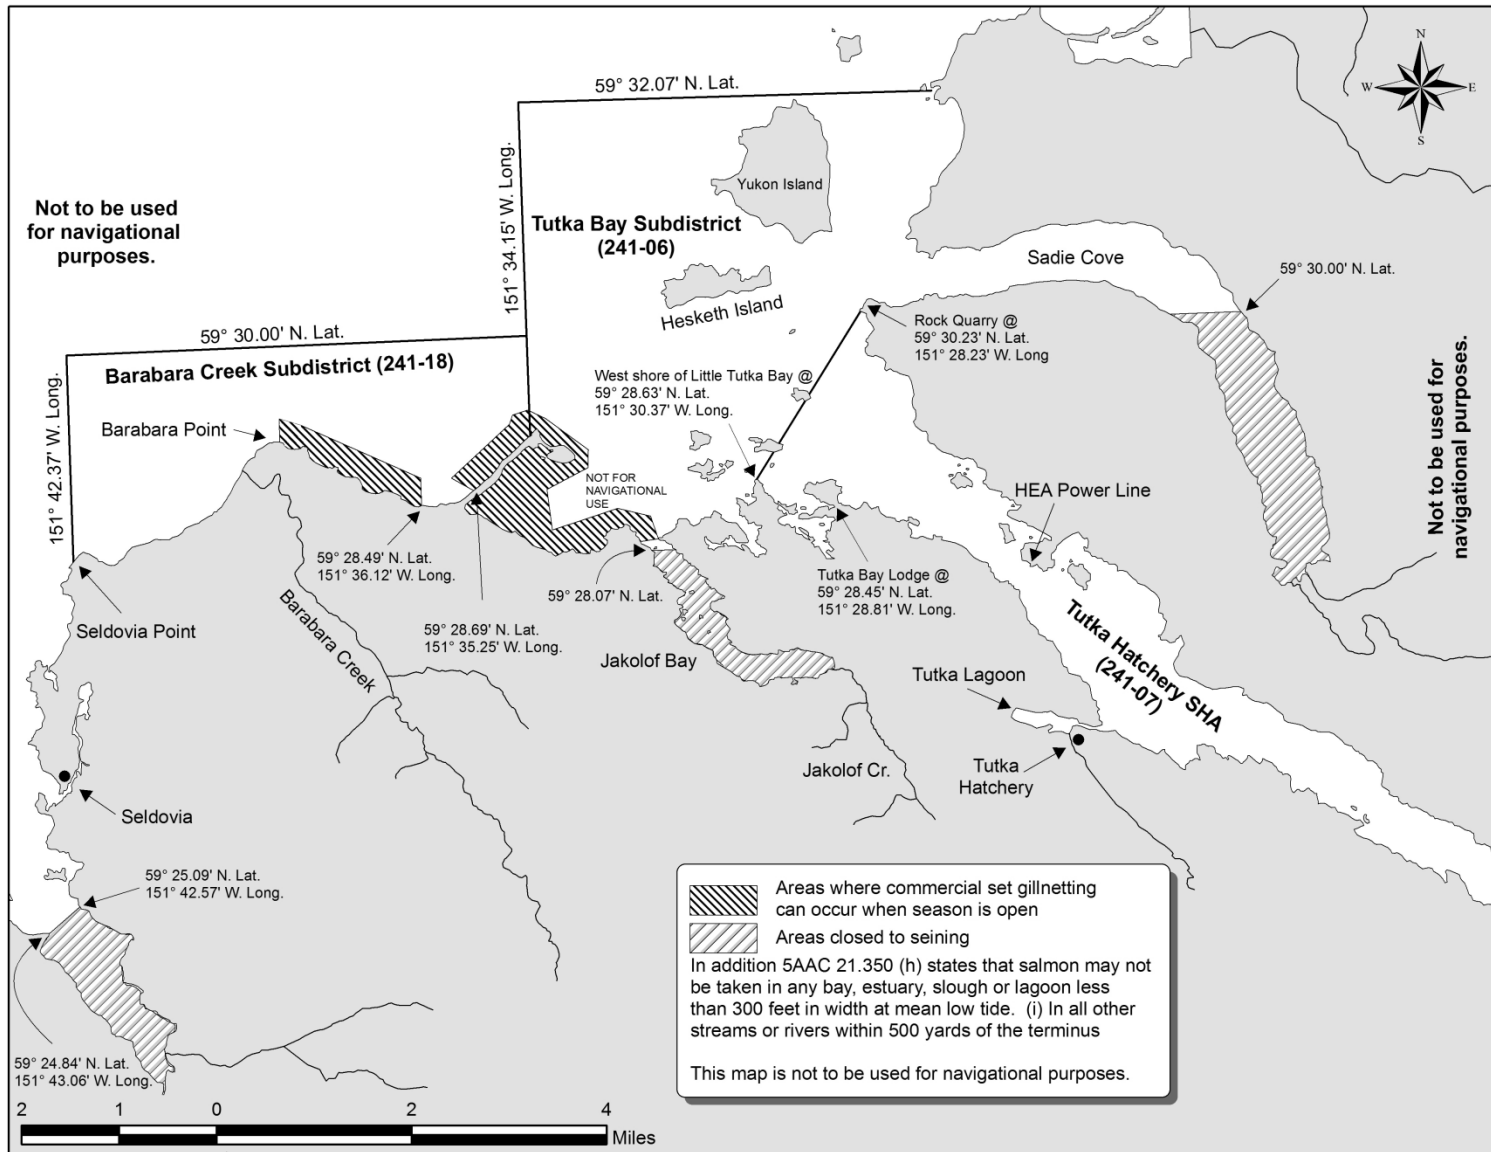 59° 32.07' N. Lat.
N
W
E
S
151° 34.15' W. Long.
Yukon Island
Not to be used
for navigational
purposes.
Tutka Bay Subdistrict
(241-06)
Sadie Cove
59° 30.00' N. Lat.
Hesketh Island
59° 30.00' N. Lat.
Rock Quarry @
59° 30.23' N. Lat.
151° 28.23' W. Long
Barabara Creek Subdistrict (241-18)
West shore of Little Tutka Bay @
59° 28.63' N. Lat.
151° 30.37' W. Long.
151° 42.37' W. Long.
Barabara Point
Not to be used for
navigational purposes.
NOT FOR
NAVIGATIONAL
USE
HEA Power Line
59° 28.49' N. Lat.
151° 36.12' W. Long.
59° 28.07' N. Lat.
Tutka Bay Lodge @
59° 28.45' N. Lat.
151° 28.81' W. Long.
Seldovia Point
Barabara Creek
59° 28.69' N. Lat.
151° 35.25' W. Long.
Jakolof Bay
Tutka Hatchery SHA
(241-07)
Tutka Lagoon
Jakolof Cr.
Tutka
Hatchery
Seldovia
59° 25.09' N. Lat.
151° 42.57' W. Long.
59° 24.84' N. Lat.
151° 43.06' W. Long.
Areas where commercial set gillnetting
can occur when season is open
Areas closed to seining
In addition 5AAC 21.350 (h) states that salmon may not
be taken in any bay, estuary, slough or lagoon less
than 300 feet in width at mean low tide.  (i) In all other
streams or rivers within 500 yards of the terminus
This map is not to be used for navigational purposes.
2 1 0 2 4
Miles